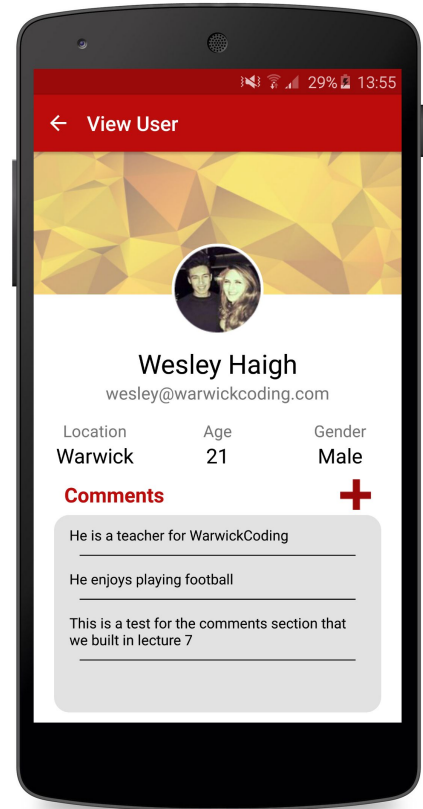 29% 13:55
View User
Wesley Haigh
wesley@warwickcoding.com
Location Age Gender
Warwick 21 Male
Comments
He is a teacher for WarwickCoding
He enjoys playing football
This is a test for the comments section that
we built in lecture 7